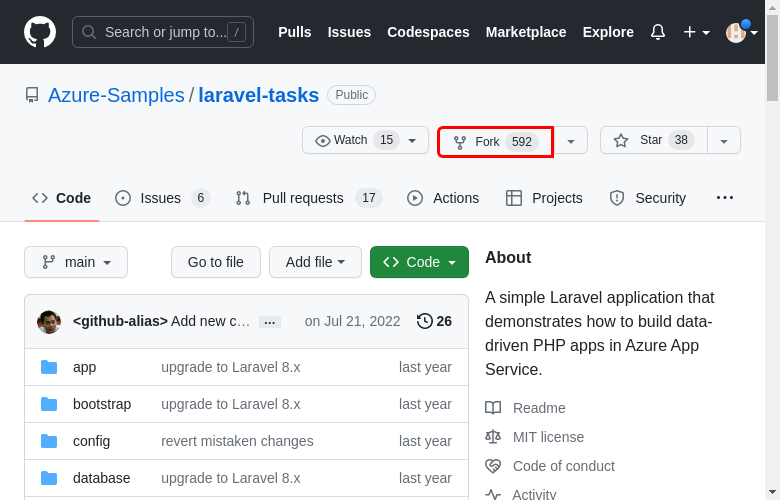 Search or jump to... /
Pulls Issues Codespaces Marketplace Explore
Azure-Samples / laravel-tasks Public
Watch 15 Fork 592 Star 38
Code Issues 6 Pull requests 17 Actions Projects Security
main Go to file Add file Code
<github-alias> Add new c... ... on Jul 21, 2022 26
app upgrade to Laravel 8.x last year
bootstrap upgrade to Laravel 8.x last year
config revert mistaken changes last year
database upgrade to Laravel 8.x last year
About
A simple Laravel application that
demonstrates how to build data-
driven PHP apps in Azure App
Service.
Readme
MIT license
Code of conduct
Activity